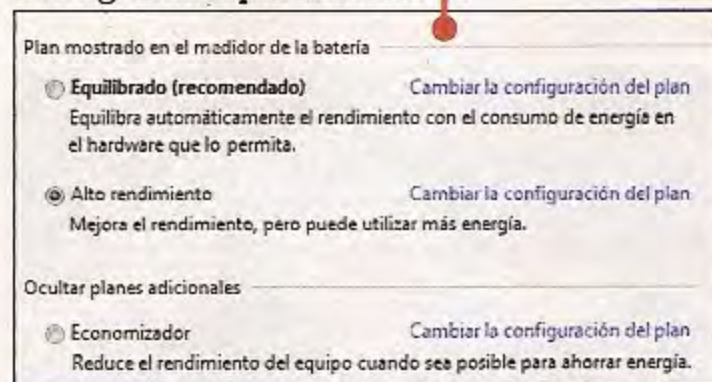 Plan mostrado en el medidor de la batería
Equilibrado (recomendado) Cambiar la configuración del plan
Equilibra automáticamente el rendimiento con el consumo de energía en
el hardware que lo permita.
Alto rendimiento Cambiar la configuración del plan
Mejora el rendimiento, pero puede utilizar más energía.
Ocultar planes adicionales
Economizador Cambiar la configuración del plan
Reduce el rendimiento del equipo cuando sea posible para ahorrar energía.